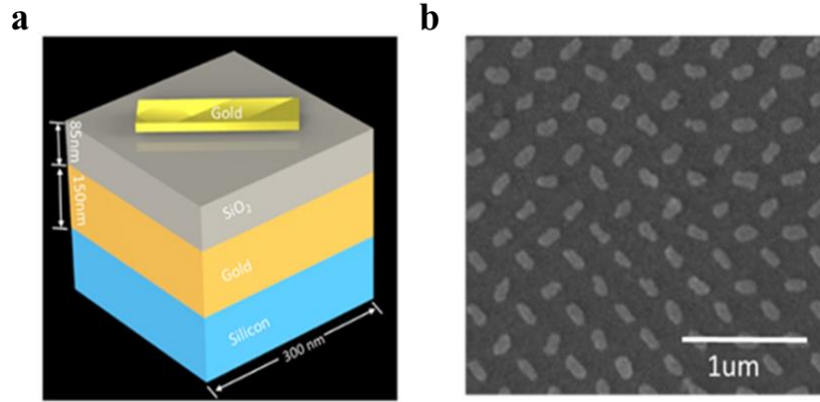 a
b
Gold
85nm
150nm
SiO₂
Gold
Silicon
300 nm
1um